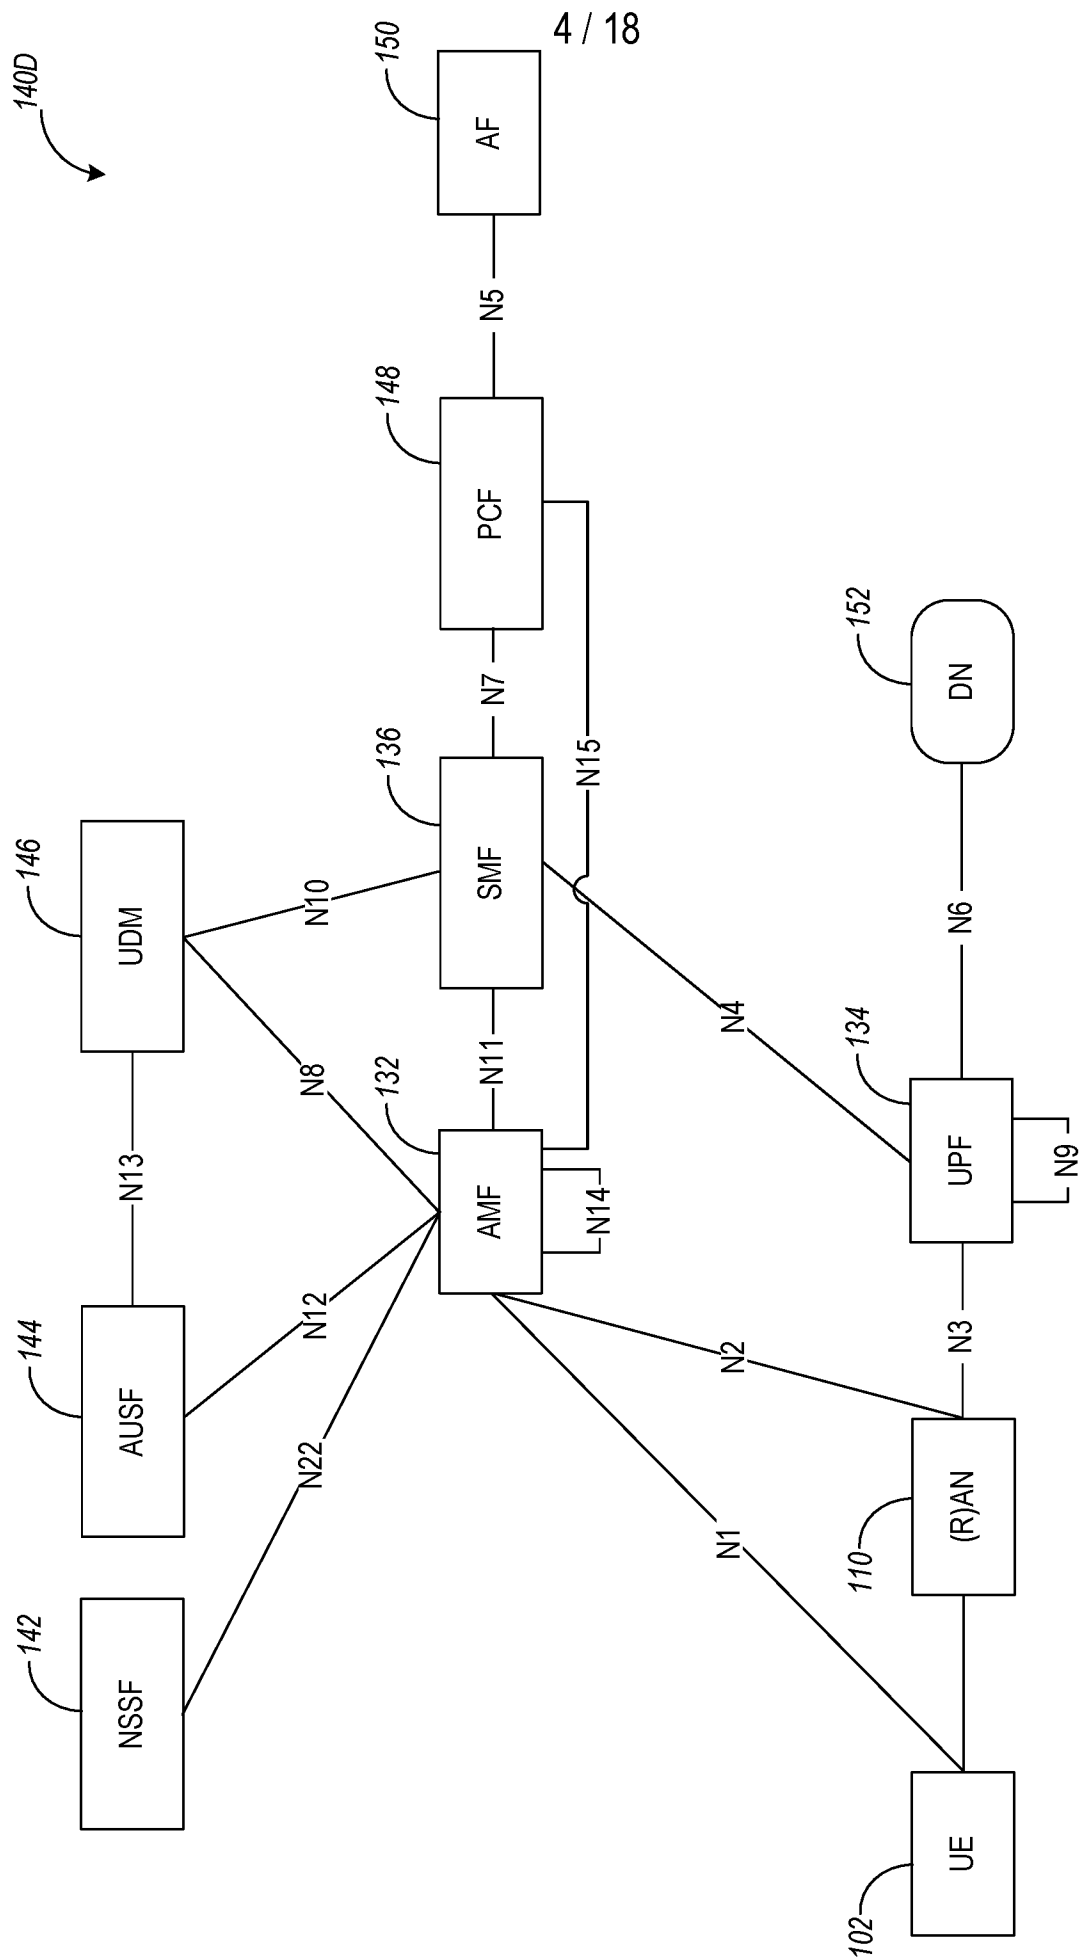 4 / 18
140D
NSSF
142
AUSF
144
N13
UDM
146
N22
N12
N8
N10
AMF
132
N14
N11
SMF
136
N7
PCF
148
N5
AF
150
N15
N1
N2
N4
UE
102
(R)AN
110
N3
UPF
134
N9
N6
DN
152